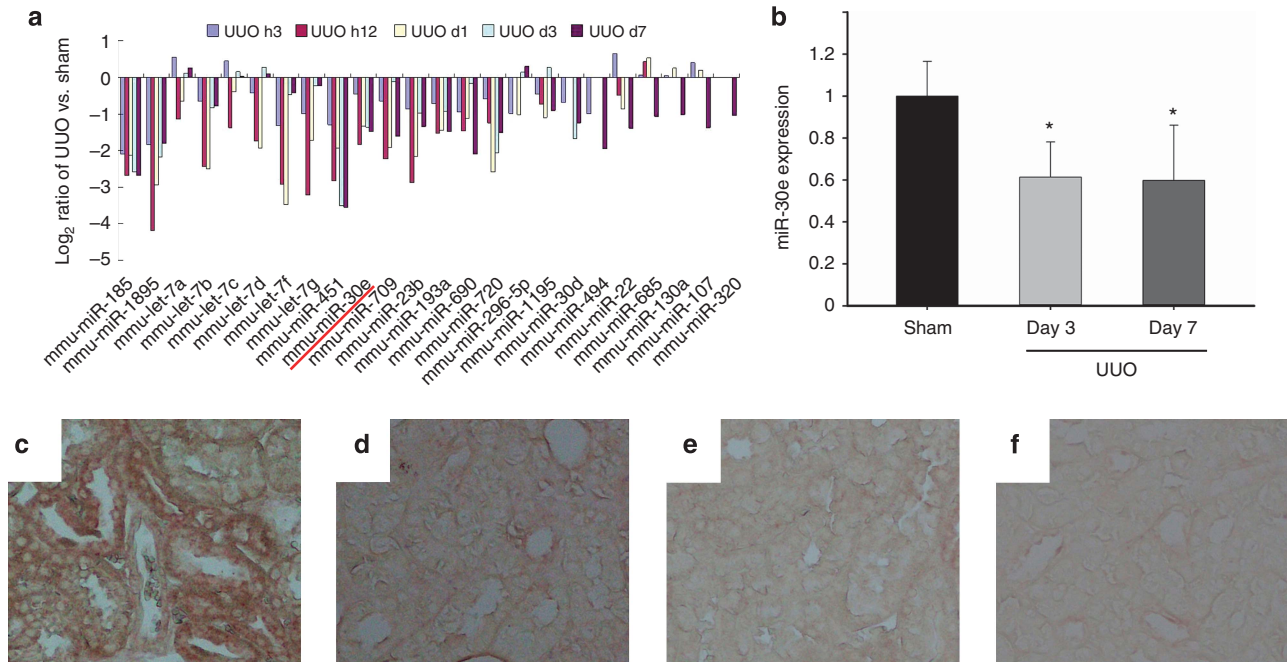 a
UUO h3 UUO h12 UUO d1 UUO d3 UUO d7
Log2 ratio of UUO vs. sham
1
0
−1
−2
−3
−4
−5
mmu-miR-185
mmu-miR-1895
mmu-let-7a
mmu-let-7b
mmu-let-7c
mmu-let-7d
mmu-let-7f
mmu-let-7g
mmu-miR-451
mmu-miR-30e
mmu-miR-709
mmu-miR-23b
mmu-miR-193a
mmu-miR-690
mmu-miR-720
mmu-miR-296-5p
mmu-miR-1195
mmu-miR-30d
mmu-miR-494
mmu-miR-22
mmu-miR-685
mmu-miR-130a
mmu-miR-107
mmu-miR-320
b
miR-30e expression
1.2
1
0.8
0.6
0.4
0.2
0
* *
Sham Day 3 Day 7
UUO
c
d
e
f